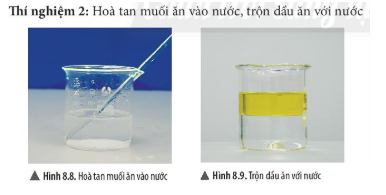 Thí nghiệm 2: Hoà tan muối ăn vào nước, trộn dầu ăn với nước
▲ Hình 8.8. Hoà tan muối ăn vào nước
▲ Hình 8.9. Trộn dầu ăn với nước